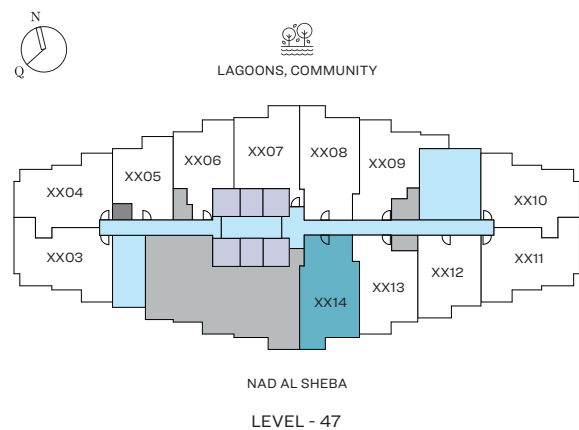 N
Q
LAGOONS, COMMUNITY
XX07
XX08
XX06
XX09
XX05
XX04
XX10
XX03
XX11
XX12
XX13
XX14
NAD AL SHEBA
LEVEL - 47